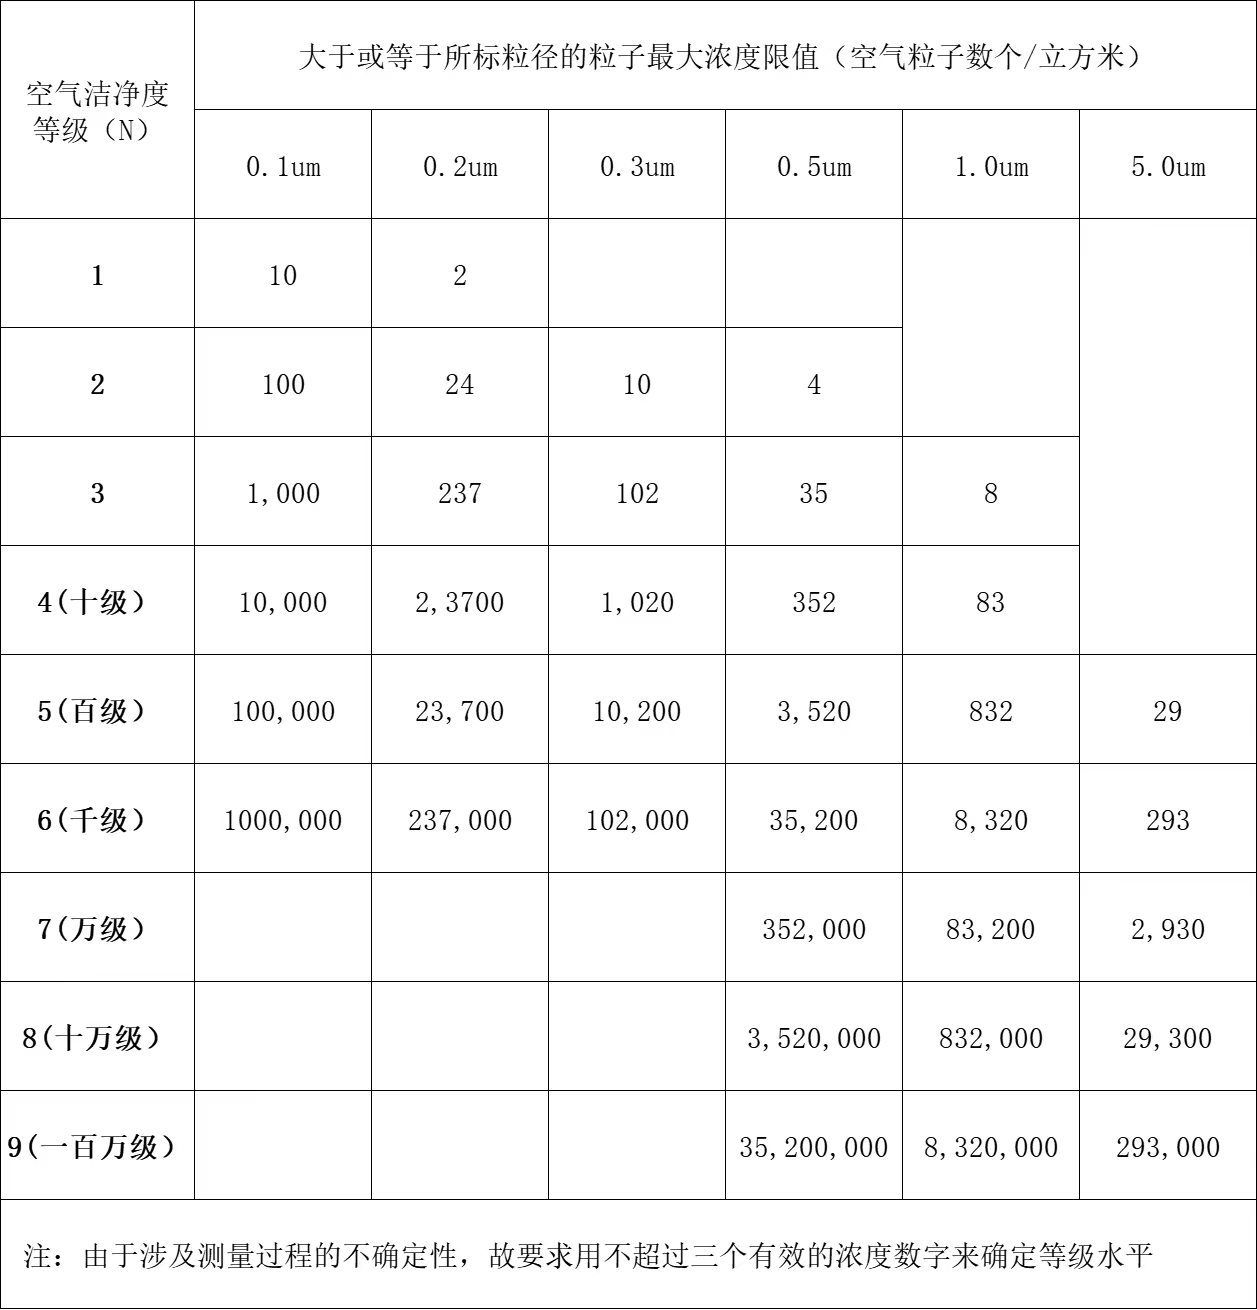 空气洁净度
等级（N）
大于或等于所标粒径的粒子最大浓度限值（空气粒子数个/立方米）
0.1um 0.2um 0.3um 0.5um 1.0um 5.0um
1 10 2
2 100 24 10 4
3 1,000 237 102 35 8
4(十级） 10,000 2,3700 1,020 352 83
5(百级） 100,000 23,700 10,200 3,520 832 29
6(千级） 1000,000 237,000 102,000 35,200 8,320 293
7(万级） 352,000 83,200 2,930
8(十万级） 3,520,000 832,000 29,300
9(一百万级） 35,200,000 8,320,000 293,000
注：由于涉及测量过程的不确定性，故要求用不超过三个有效的浓度数字来确定等级水平